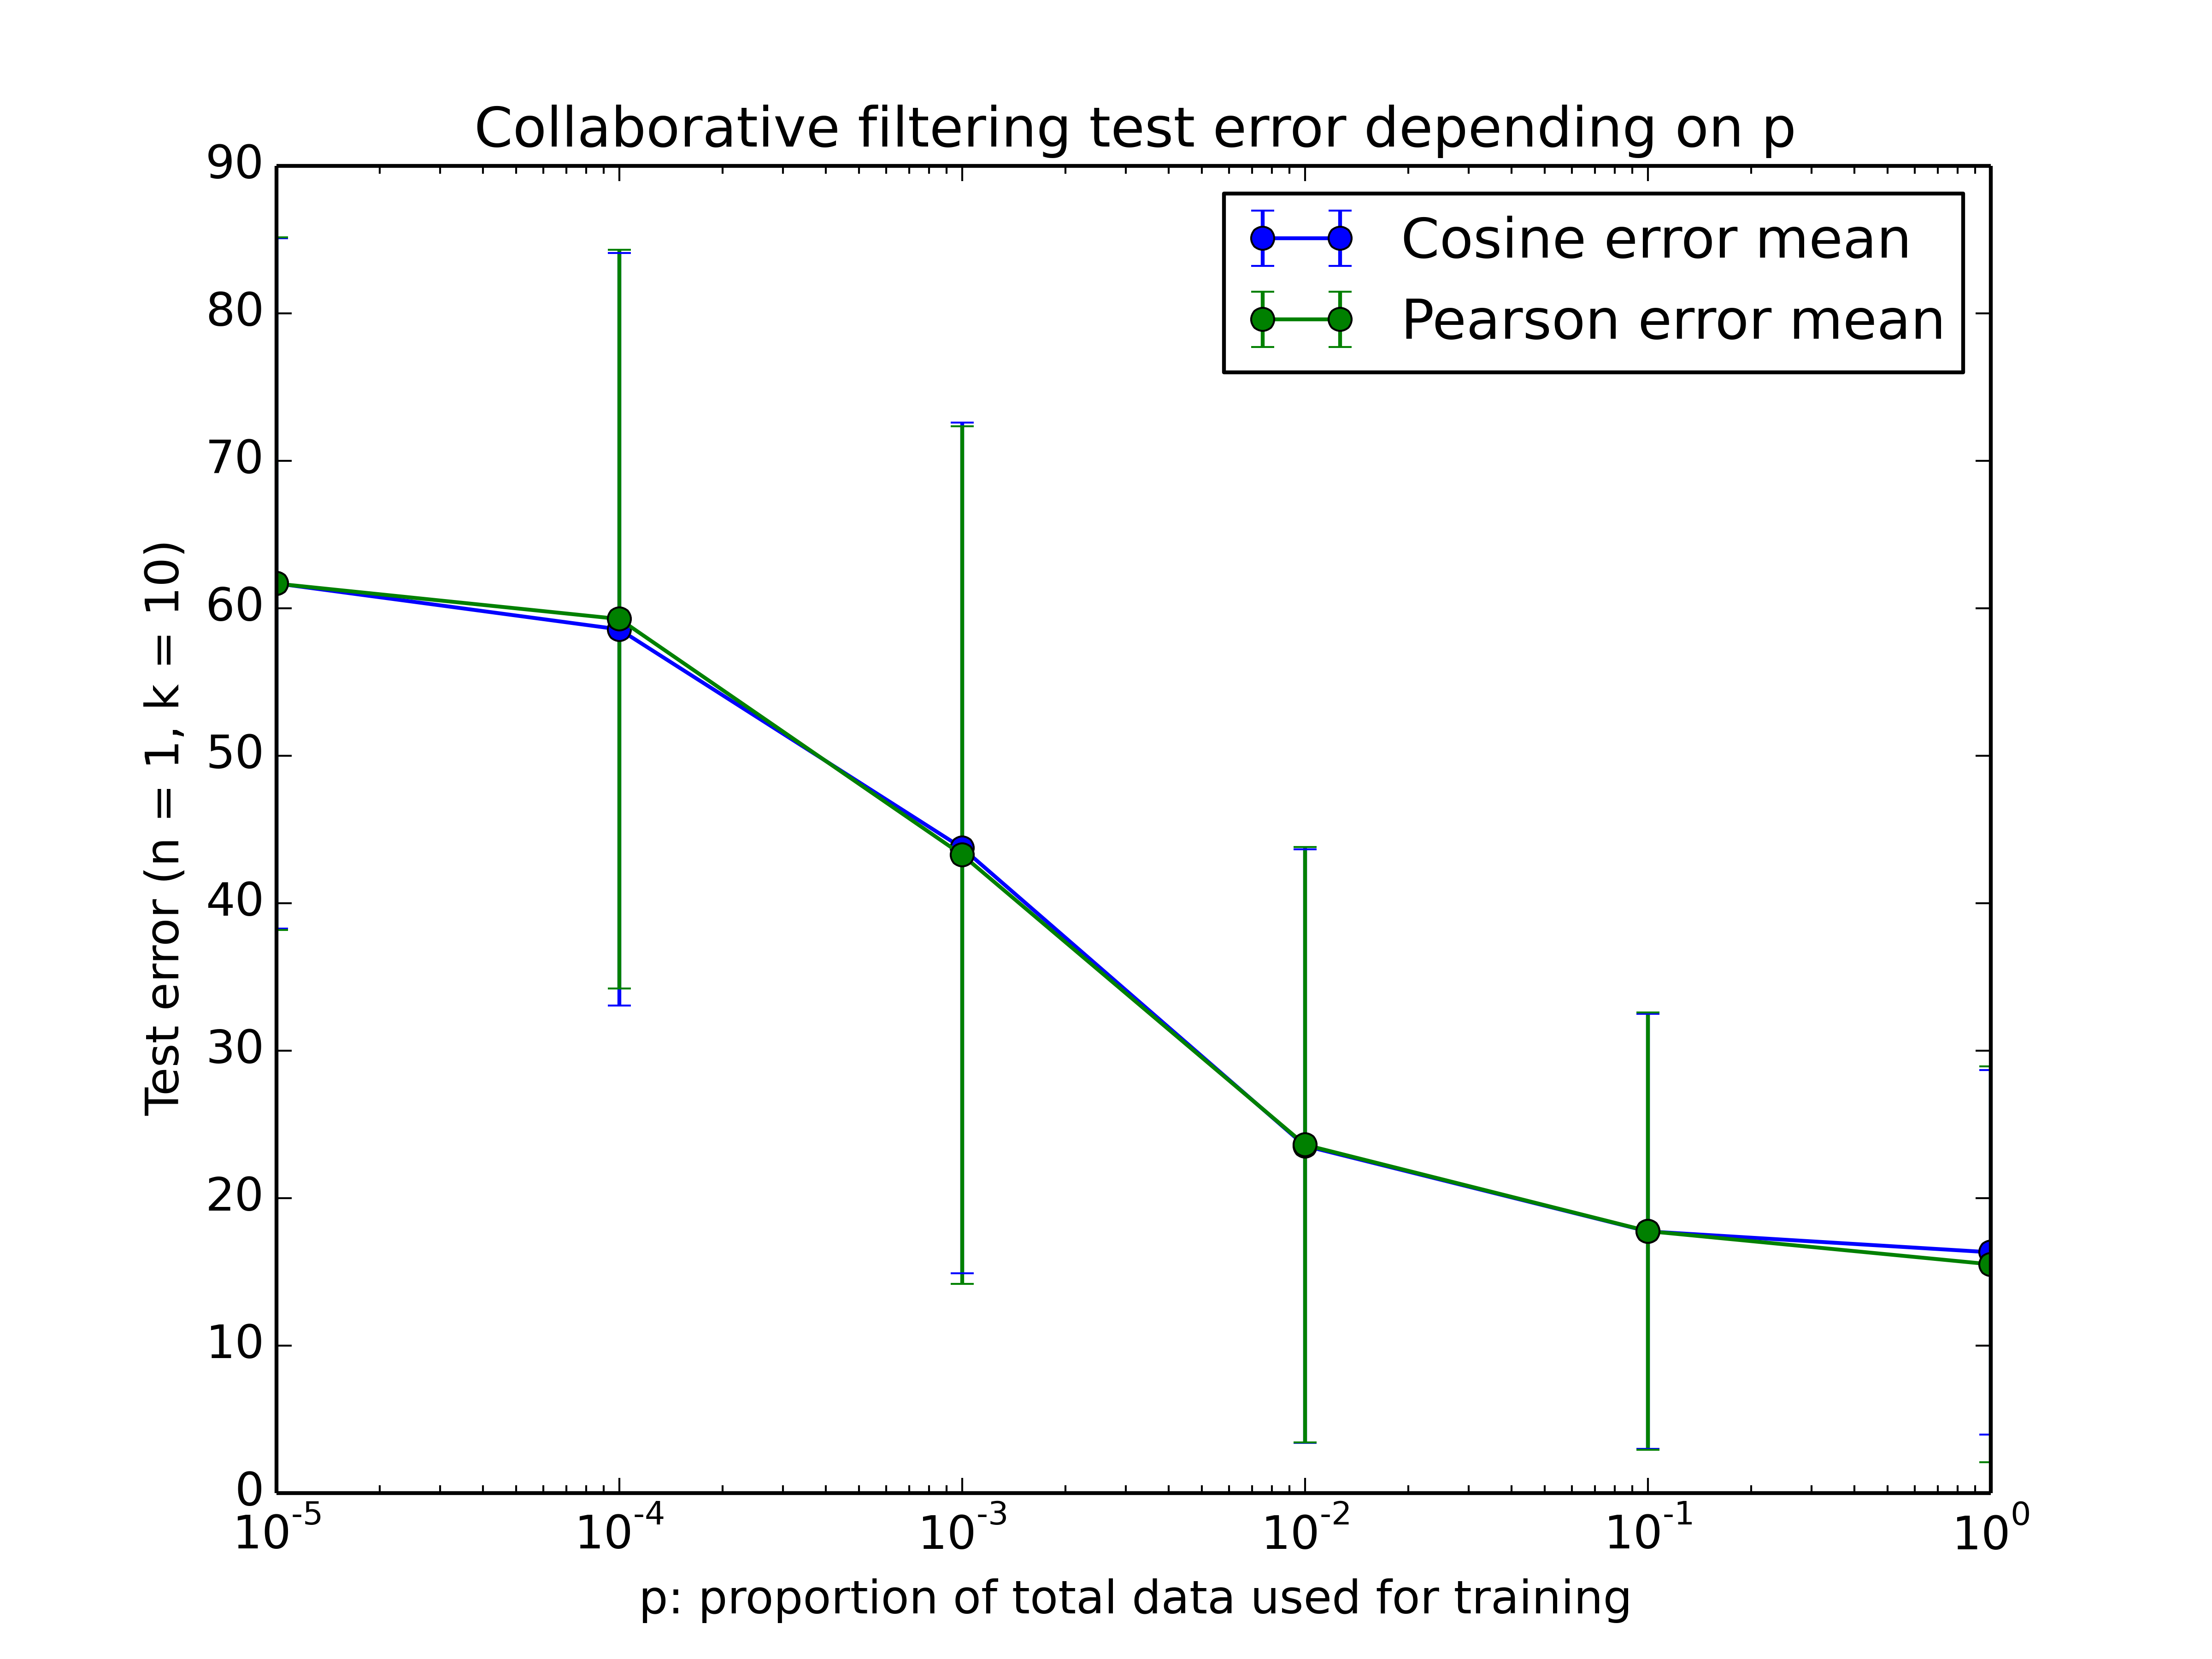 Collaborative filtering test error depending on p
90
80
70
60
50
40
30
20
10
0
Test error (n = 1, k = 10)
Cosine error mean
Pearson error mean
10^-5 10^-4 10^-3 10^-2 10^-1 10^0
p: proportion of total data used for training